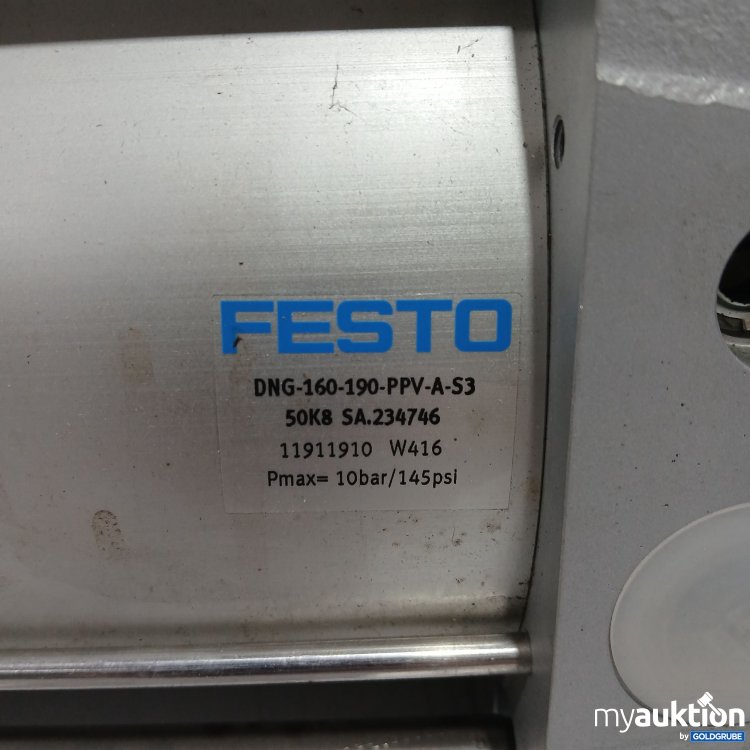 FESTO
DNG-160-190-PPV-A-S3
50K8 SA.234746
11911910 W416
Pmax= 10bar/145psi
myauktion
by GOLDGRUBE